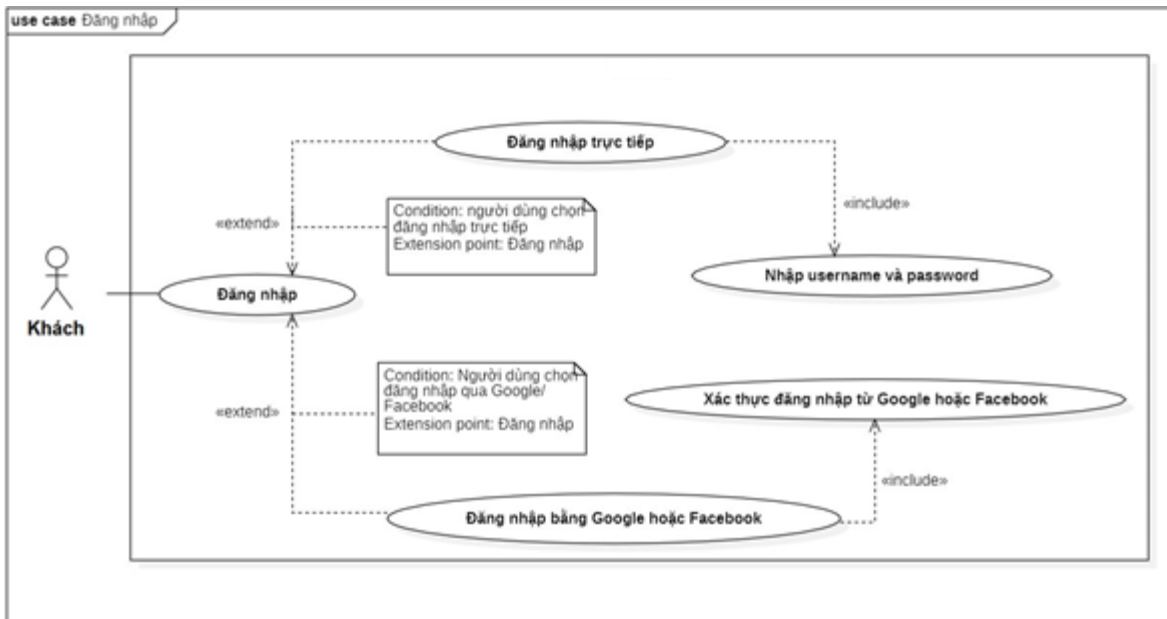 use case Đăng nhập
Đăng nhập trực tiếp
«include»
Condition: người dùng chọn
đăng nhập trực tiếp
Extension point: Đăng nhập
«extend»
Nhập username và password
Đăng nhập
Khách
Condition: Người dùng chọn
đăng nhập qua Google/
Facebook
Extension point: Đăng nhập
«extend»
Xác thực đăng nhập từ Google hoặc Facebook
«include»
Đăng nhập bằng Google hoặc Facebook